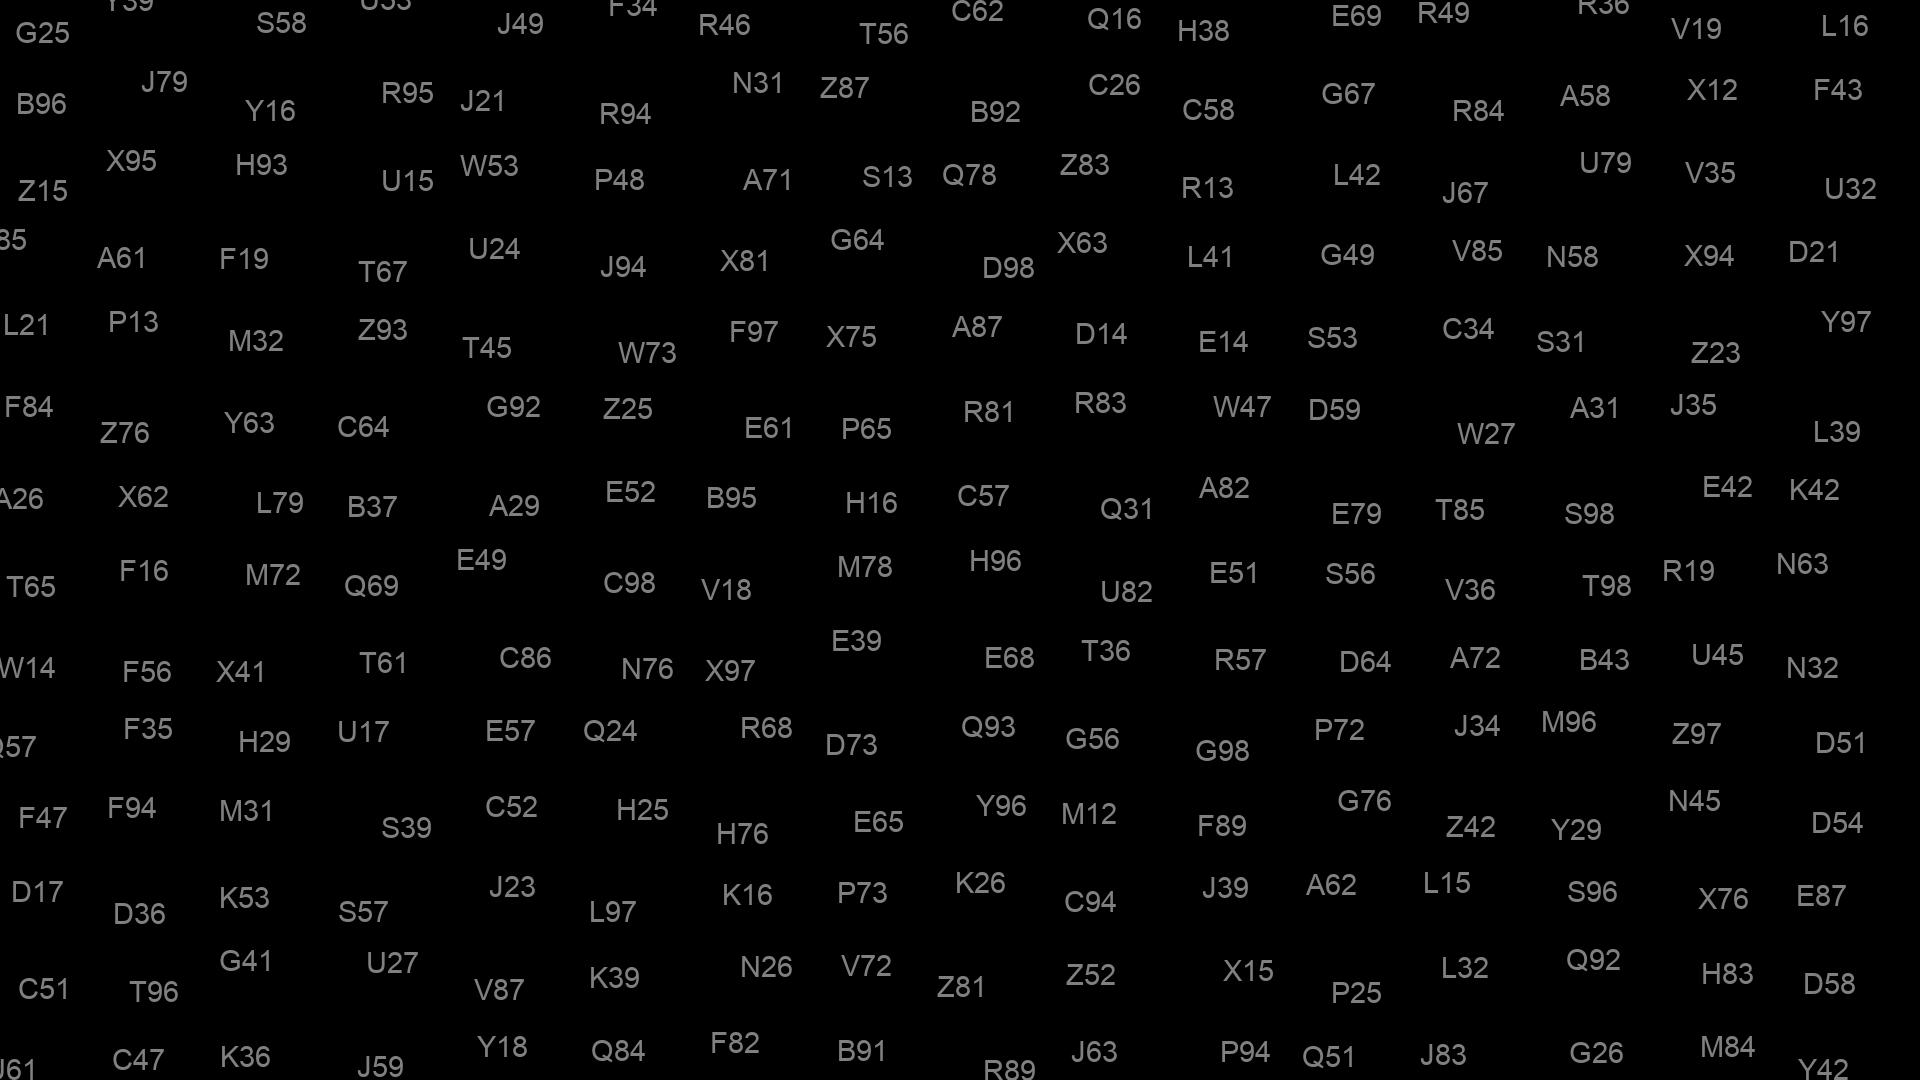 G25 Y39 S58 U53 J49 F34 R46 T56 C62 Q16 H38 E69 R49 R36 V19 L16
B96 J79 Y16 R95 J21 R94 N31 Z87 B92 C26 C58 G67 R84 A58 X12 F43
Z15 X95 H93 U15 W53 P48 A71 S13 Q78 Z83 R13 L42 J67 U79 V35 U32
85 A61 F19 T67 U24 J94 X81 G64 D98 X63 L41 G49 V85 N58 X94 D21
L21 P13 M32 Z93 T45 W73 F97 X75 A87 D14 E14 S53 C34 S31 Z23 Y97
F84 Z76 Y63 C64 G92 Z25 E61 P65 R81 R83 W47 D59 W27 A31 J35 L39
A26 X62 L79 B37 A29 E52 B95 H16 C57 Q31 A82 E79 T85 S98 E42 K42
T65 F16 M72 Q69 E49 C98 V18 M78 H96 U82 E51 S56 V36 T98 R19 N63
W14 F56 X41 T61 C86 N76 X97 E39 E68 T36 R57 D64 A72 B43 U45 N32
Q57 F35 H29 U17 E57 Q24 R68 D73 Q93 G56 G98 P72 J34 M96 Z97 D51
F47 F94 M31 S39 C52 H25 H76 E65 Y96 M12 F89 G76 Z42 Y29 N45 D54
D17 D36 K53 S57 J23 L97 K16 P73 K26 C94 J39 A62 L15 S96 X76 E87
C51 T96 G41 U27 V87 K39 N26 V72 Z81 Z52 X15 P25 L32 Q92 H83 D58
61 C47 K36 J59 Y18 Q84 F82 B91 R89 J63 P94 Q51 J83 G26 M84 Y42